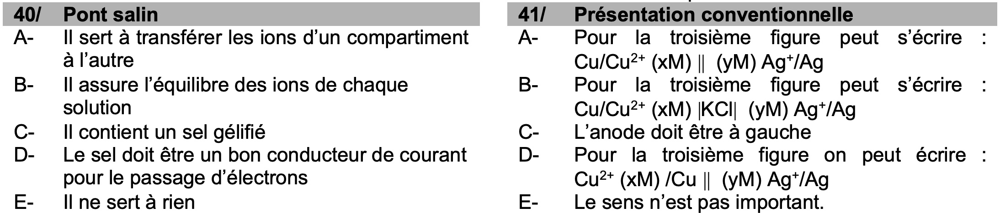 40/ Pont salin
A- Il sert à transférer les ions d’un compartiment
à l’autre
B- Il assure l’équilibre des ions de chaque
solution
C- Il contient un sel gélifié
D- Le sel doit être un bon conducteur de courant
pour le passage d’électrons
E- Il ne sert à rien
41/ Présentation conventionnelle
A- Pour la troisième figure peut s’écrire :
Cu/Cu²⁺ (xM) || (yM) Ag⁺/Ag
B- Pour la troisième figure peut s’écrire :
Cu/Cu²⁺ (xM) |KCl| (yM) Ag⁺/Ag
C- L’anode doit être à gauche
D- Pour la troisième figure on peut écrire :
Cu²⁺ (xM) /Cu || (yM) Ag⁺/Ag
E- Le sens n’est pas important.